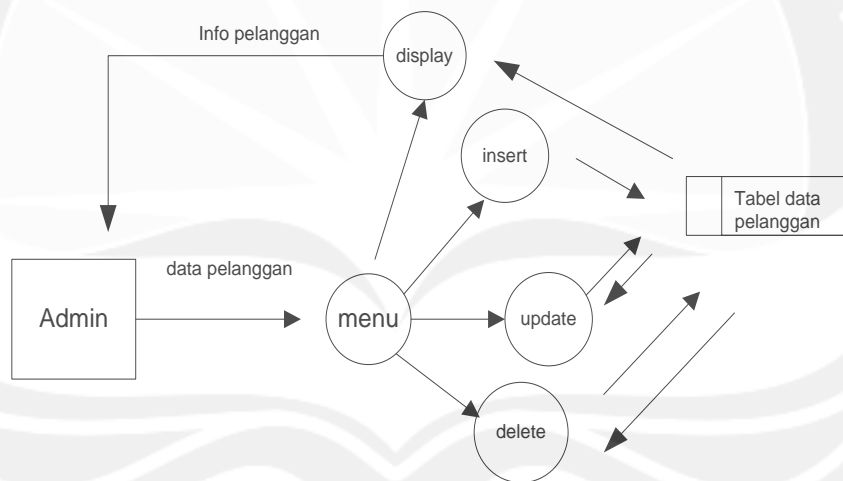 Info pelanggan
display
insert
Tabel data
pelanggan
data pelanggan
Admin
menu
update
delete